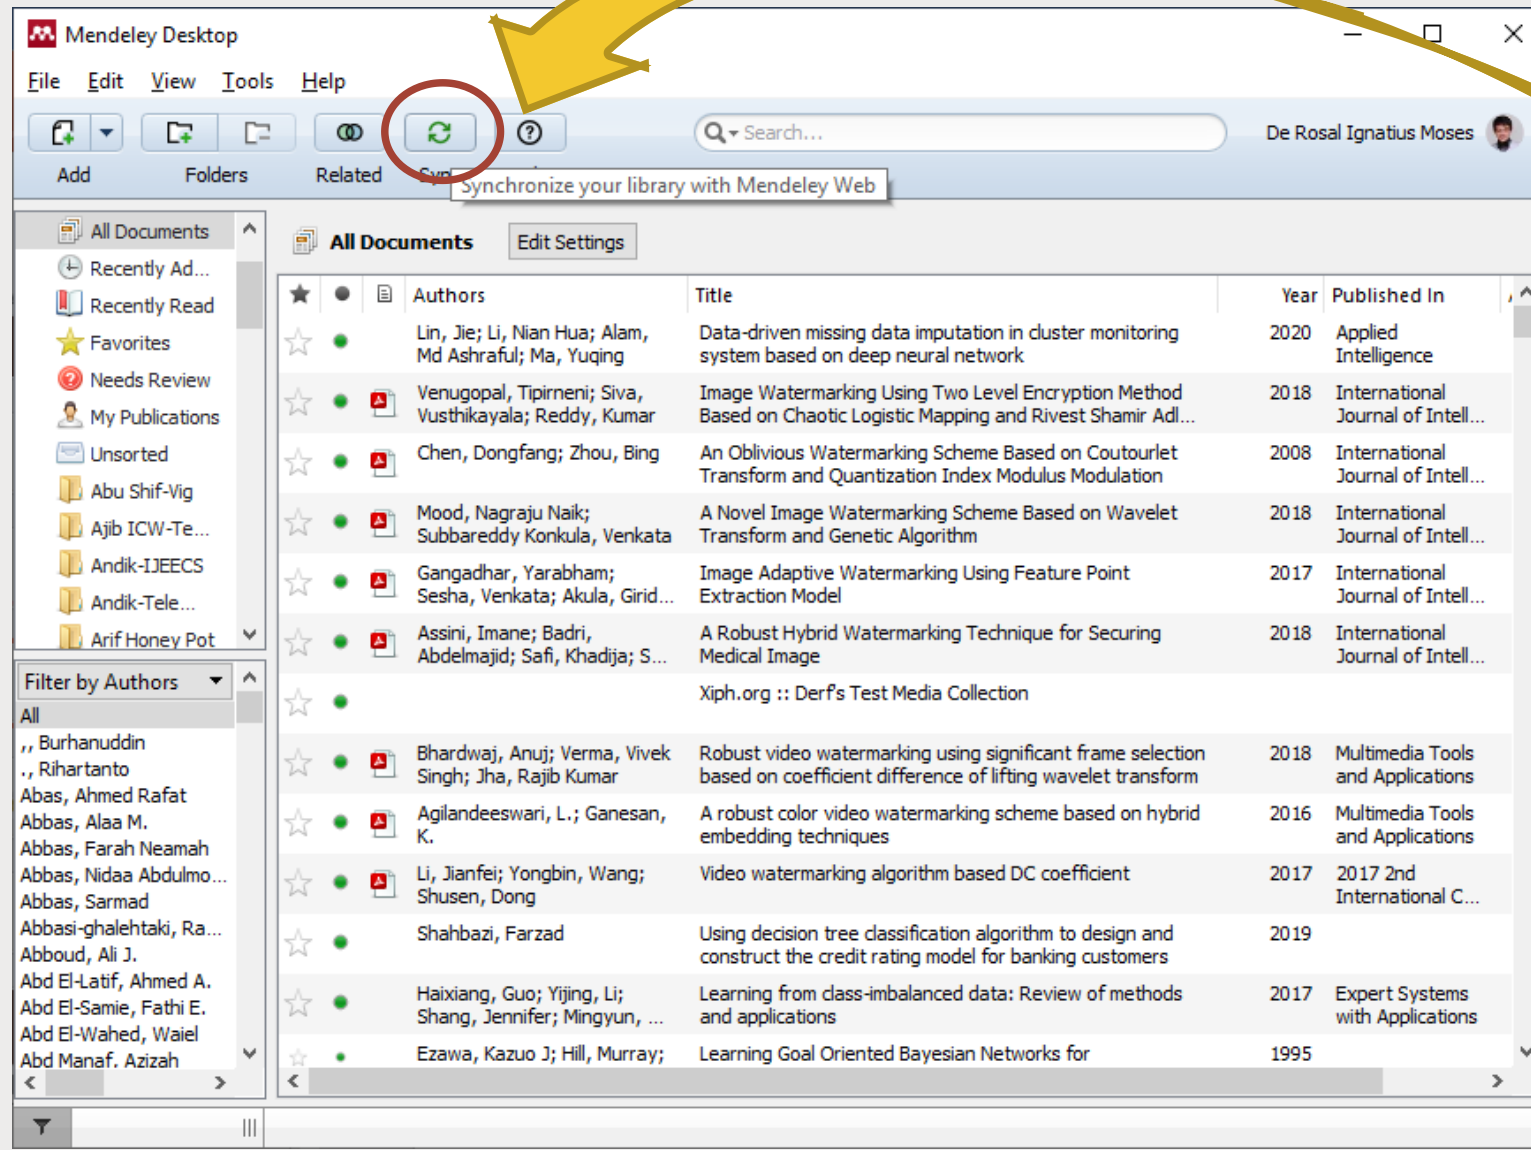 Mendeley Desktop
File Edit View Tools Help
Search...
De Rosal Ignatius Moses
Add Folders Related
Synchronize your library with Mendeley Web
All Documents
Recently Ad...
Recently Read
Favorites
Needs Review
My Publications
Unsorted
Abu Shif-Vig
Ajib ICW-Te...
Andik-IJEECS
Andik-Tele...
Arif Honey Pot
Filter by Authors
All
,, Burhanuddin
., Rihartanto
Abas, Ahmed Rafat
Abbas, Alaa M.
Abbas, Farah Neamah
Abbas, Nidaa Abdulmo...
Abbas, Sarmad
Abbasi-ghalehtaki, Ra...
Abboud, Ali J.
Abd El-Latif, Ahmed A.
Abd El-Samie, Fathi E.
Abd El-Wahed, Waiel
Abd Manaf, Azizah
All Documents Edit Settings
Authors Title Year Published In
Lin, Jie; Li, Nian Hua; Alam, Data-driven missing data imputation in cluster monitoring 2020 Applied
Md Ashraful; Ma, Yuqing system based on deep neural network Intelligence
Venugopal, Tipirneni; Siva, Image Watermarking Using Two Level Encryption Method 2018 International
Vusthikayala; Reddy, Kumar Based on Chaotic Logistic Mapping and Rivest Shamir Adl... Journal of Intell...
Chen, Dongfang; Zhou, Bing An Oblivious Watermarking Scheme Based on Coutourlet 2008 International
Transform and Quantization Index Modulus Modulation Journal of Intell...
Mood, Nagraju Naik; A Novel Image Watermarking Scheme Based on Wavelet 2018 International
Subbareddy Konkula, Venkata Transform and Genetic Algorithm Journal of Intell...
Gangadhar, Yarabham; Image Adaptive Watermarking Using Feature Point 2017 International
Sesha, Venkata; Akula, Girid... Extraction Model Journal of Intell...
Assini, Imane; Badri, A Robust Hybrid Watermarking Technique for Securing 2018 International
Abdelmajid; Safi, Khadija; S... Medical Image Journal of Intell...
Xiph.org :: Derf's Test Media Collection
Bhardwaj, Anuj; Verma, Vivek Robust video watermarking using significant frame selection 2018 Multimedia Tools
Singh; Jha, Rajib Kumar based on coefficient difference of lifting wavelet transform and Applications
Agilandeeswari, L.; Ganesan, A robust color video watermarking scheme based on hybrid 2016 Multimedia Tools
K. embedding techniques and Applications
Li, Jianfei; Yongbin, Wang; Video watermarking algorithm based DC coefficient 2017 2017 2nd
Shusen, Dong International C...
Shahbazi, Farzad Using decision tree classification algorithm to design and 2019
construct the credit rating model for banking customers
Haixiang, Guo; Yijing, Li; Learning from class-imbalanced data: Review of methods 2017 Expert Systems
Shang, Jennifer; Mingyun, ... and applications with Applications
Ezawa, Kazuo J; Hill, Murray; Learning Goal Oriented Bayesian Networks for 1995